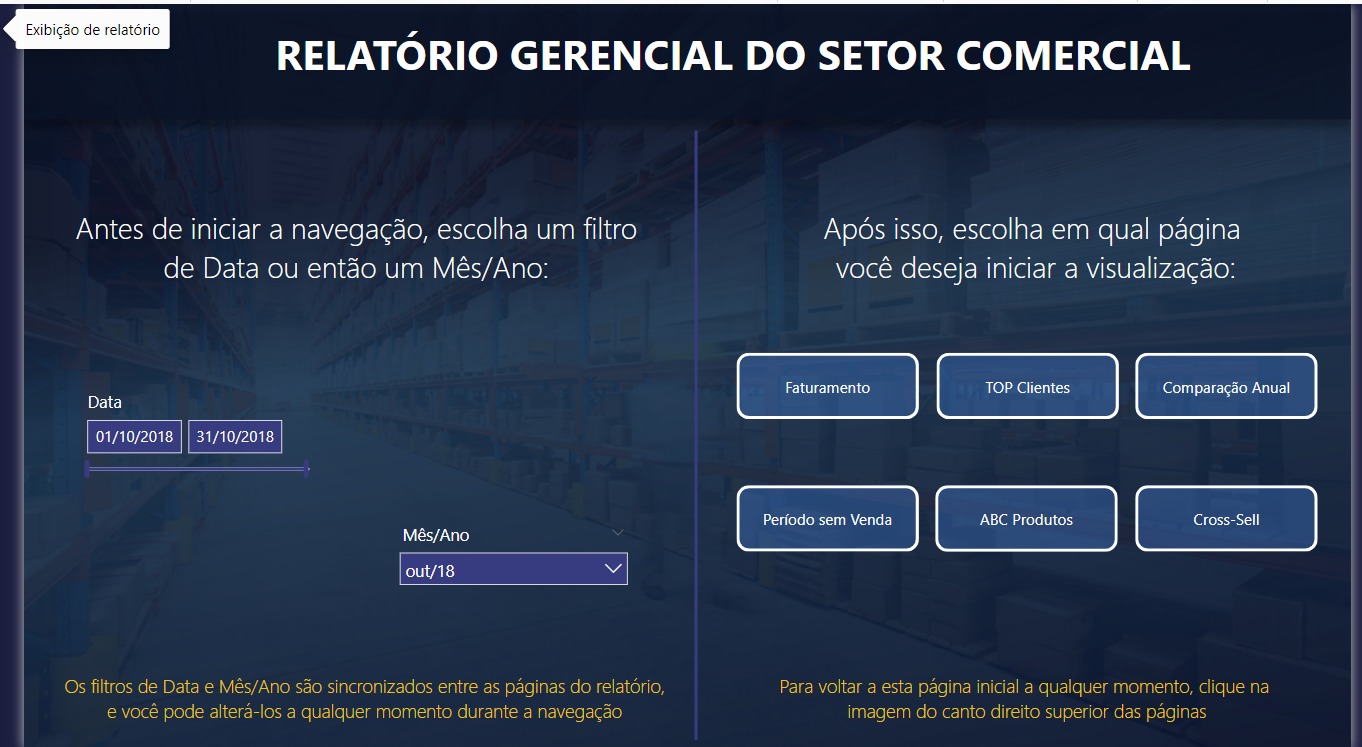 Exibição de relatório
RELATÓRIO GERENCIAL DO SETOR COMERCIAL
Antes de iniciar a navegação, escolha um filtro
de Data ou então um Mês/Ano:
Após isso, escolha em qual página
você deseja iniciar a visualização:
Data
01/10/2018 31/10/2018
Mês/Ano
out/18
Faturamento
TOP Clientes
Comparação Anual
Período sem Venda
ABC Produtos
Cross-Sell
Os filtros de Data e Mês/Ano são sincronizados entre as páginas do relatório,
e você pode alterá-los a qualquer momento durante a navegação
Para voltar a esta página inicial a qualquer momento, clique na
imagem do canto direito superior das páginas